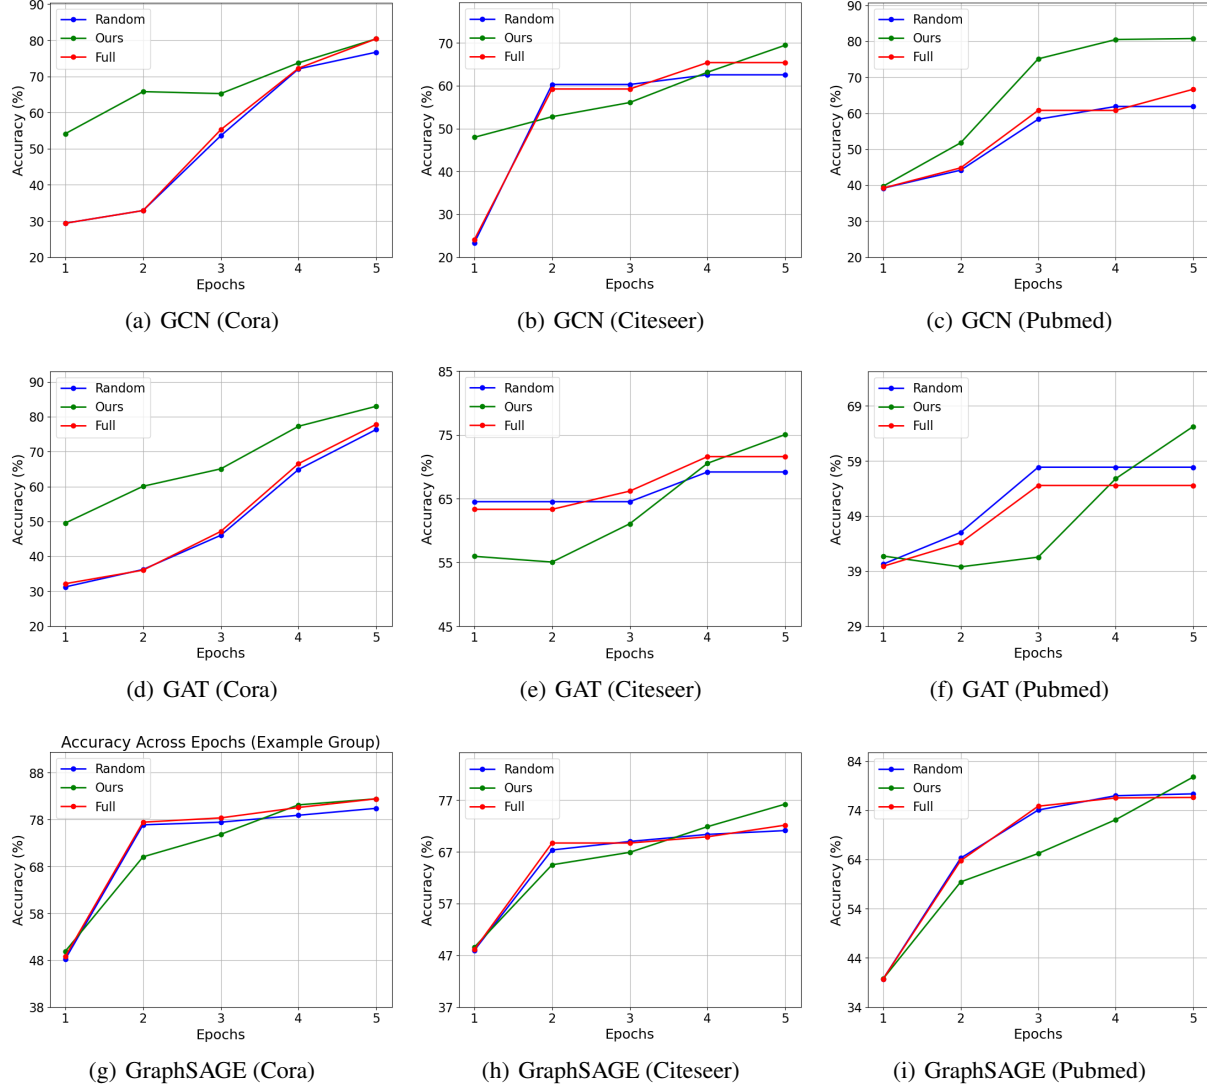 90
80
70
60
50
40
30
20
Accuracy (%)
Random
Ours
Full
1 2 3 4 5
Epochs
(a) GCN (Cora)
70
60
50
40
30
20
Accuracy (%)
Random
Ours
Full
1 2 3 4 5
Epochs
(b) GCN (Citeseer)
90
80
70
60
50
40
30
20
Accuracy (%)
Random
Ours
Full
1 2 3 4 5
Epochs
(c) GCN (Pubmed)
90
80
70
60
50
40
30
20
Accuracy (%)
Random
Ours
Full
1 2 3 4 5
Epochs
(d) GAT (Cora)
85
75
65
55
45
Accuracy (%)
Random
Ours
Full
1 2 3 4 5
Epochs
(e) GAT (Citeseer)
69
59
49
39
29
Accuracy (%)
Random
Ours
Full
1 2 3 4 5
Epochs
(f) GAT (Pubmed)
Accuracy Across Epochs (Example Group)
88
78
68
58
48
38
Accuracy (%)
Random
Ours
Full
1 2 3 4 5
Epochs
(g) GraphSAGE (Cora)
77
67
57
47
37
Accuracy (%)
Random
Ours
Full
1 2 3 4 5
Epochs
(h) GraphSAGE (Citeseer)
84
74
64
54
44
34
Accuracy (%)
Random
Ours
Full
1 2 3 4 5
Epochs
(i) GraphSAGE (Pubmed)